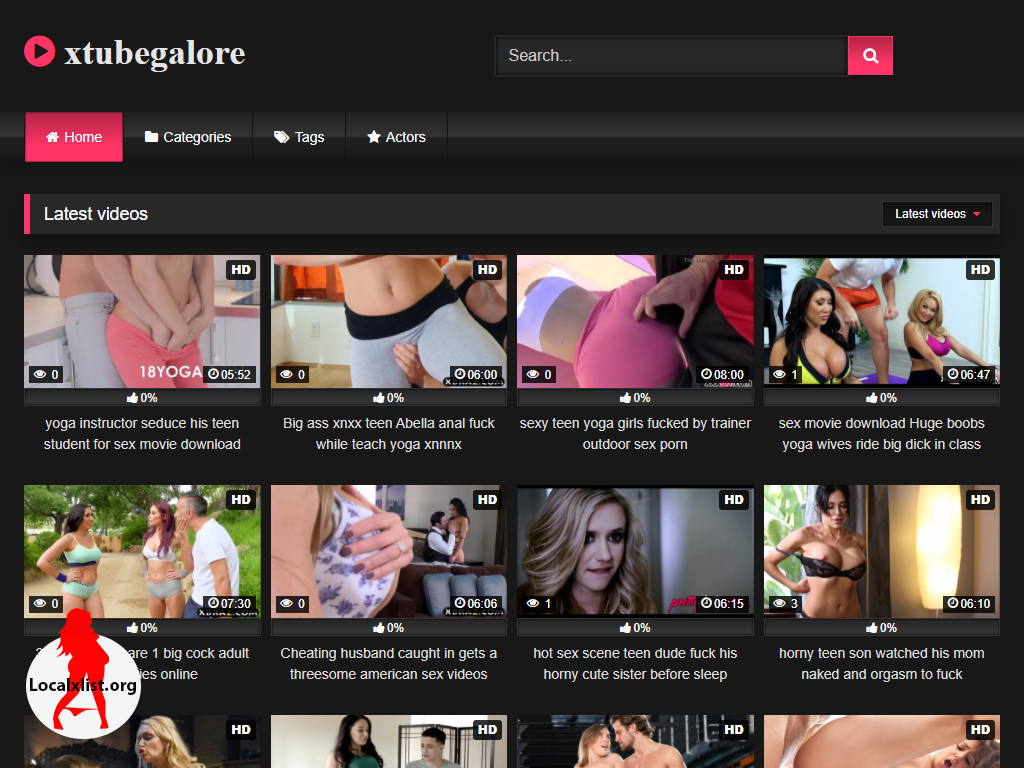 xtubegalore
Search...
Home Categories Tags Actors
Latest videos
Latest videos
HD HD HD HD
18YOGA
0 05:52 0 06:00 0 08:00 1 06:47
0% 0% 0% 0%
yoga instructor seduce his teen
student for sex movie download
Big ass xnxx teen Abella anal fuck
while teach yoga xnnnx
sexy teen yoga girls fucked by trainer
outdoor sex porn
sex movie download Huge boobs
yoga wives ride big dick in class
HD HD HD HD
0 07:30 0 06:06 1 06:15 3 06:10
0% 0% 0% 0%
1 big cock adult
online
Cheating husband caught in gets a
threesome american sex videos
hot sex scene teen dude fuck his
horny cute sister before sleep
horny teen son watched his mom
naked and orgasm to fuck
Localxlist.org
HD HD HD HD